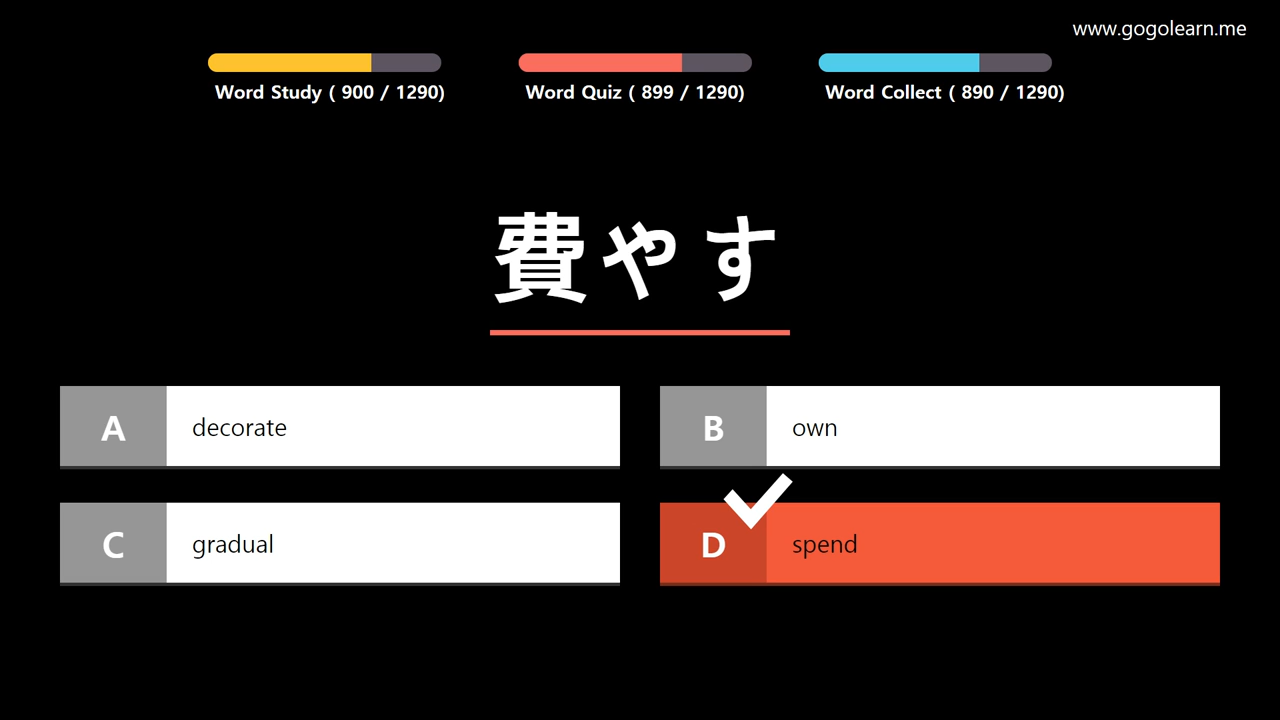 www.gogolearn.me
Word Study ( 900 / 1290)
Word Quiz ( 899 / 1290)
Word Collect ( 890 / 1290)
費やす
A decorate
B own
C gradual
D spend